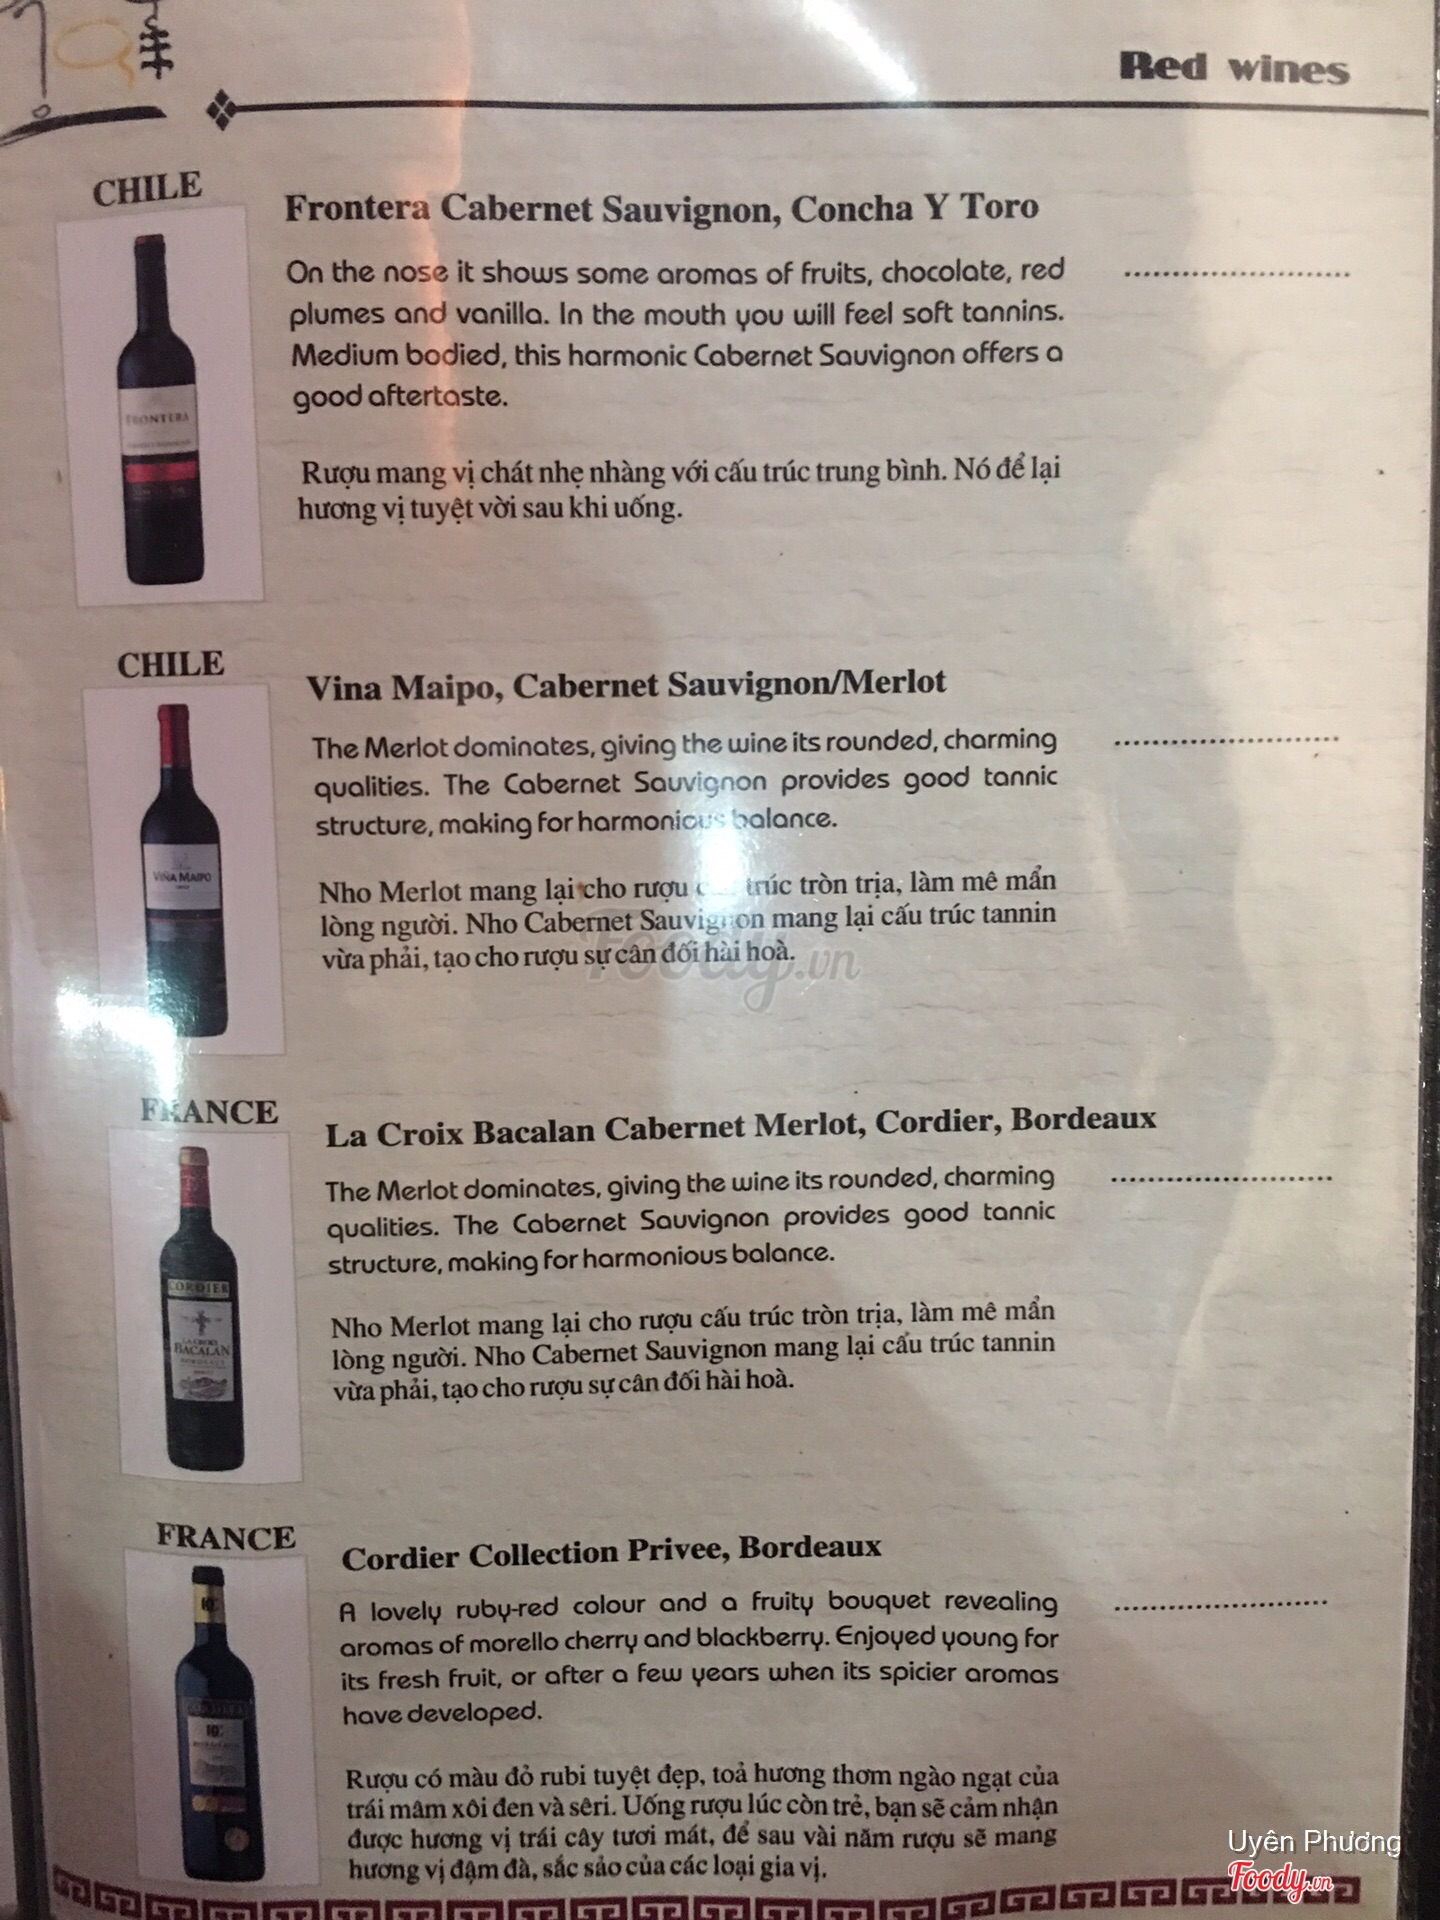 Red wines
CHILE
Frontera Cabernet Sauvignon, Concha Y Toro
On the nose it shows some aromas of fruits, chocolate, red
plumes and vanilla. In the mouth you will feel soft tannins.
Medium bodied, this harmonic Cabernet Sauvignon offers a
good aftertaste.
........................
Rượu mang vị chát nhẹ nhàng với cấu trúc trung bình. Nó để lại
hương vị tuyệt vời sau khi uống.
FRONTERA
CHILE
Vina Maipo, Cabernet Sauvignon/Merlot
The Merlot dominates, giving the wine its rounded, charming
qualities. The Cabernet Sauvignon provides good tannic
structure, making for harmonious balance.
........................
Nho Merlot mang lại cho rượu trúc tròn trịa, làm mê mẩn
lòng người. Nho Cabernet Sauvignon mang lại cấu trúc tannin
vừa phải, tạo cho rượu sự cân đối hài hoà.
VIÑA MAIPO
Foody.vn
FRANCE
La Croix Bacalan Cabernet Merlot, Cordier, Bordeaux
The Merlot dominates, giving the wine its rounded, charming
qualities. The Cabernet Sauvignon provides good tannic
structure, making for harmonious balance.
........................
Nho Merlot mang lại cho rượu cấu trúc tròn trịa, làm mê mẩn
lòng người. Nho Cabernet Sauvignon mang lại cấu trúc tannin
vừa phải, tạo cho rượu sự cân đối hài hoà.
CORDIER
LA CROIX
BACALAN
BORDEAUX
FRANCE
Cordier Collection Privee, Bordeaux
A lovely ruby-red colour and a fruity bouquet revealing
aromas of morello cherry and blackberry. Enjoyed young for
its fresh fruit, or after a few years when its spicier aromas
have developed.
........................
Rượu có màu đỏ rubi tuyệt đẹp, toả hương thơm ngào ngạt của
trái mâm xôi đen và sêri. Uống rượu lúc còn trẻ, bạn sẽ cảm nhận
được hương vị trái cây tươi mát, để sau vài năm rượu sẽ mang
hương vị đậm đà, sắc sảo của các loại gia vị.
Uyên Phương
Foody.vn